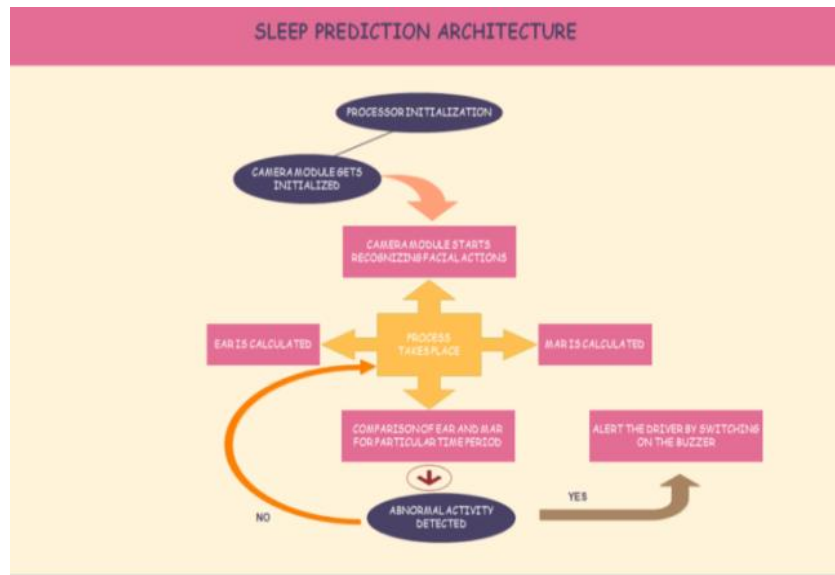 SLEEP PREDICTION ARCHITECTURE
PROCESSOR INITIALIZATION
CAMERA MODULE GETS
INITIALIZED
CAMERA MODULE STARTS
RECOGNIZING FACIAL ACTIONS
EAR IS CALCULATED
PROCESS
TAKES PLACE
MAR IS CALCULATED
COMPARISON OF EAR AND MAR
FOR PARTICULAR TIME PERIOD
ALERT THE DRIVER BY SWITCHING
ON THE BUZZER
ABNORMAL ACTIVITY
DETECTED
YES
NO